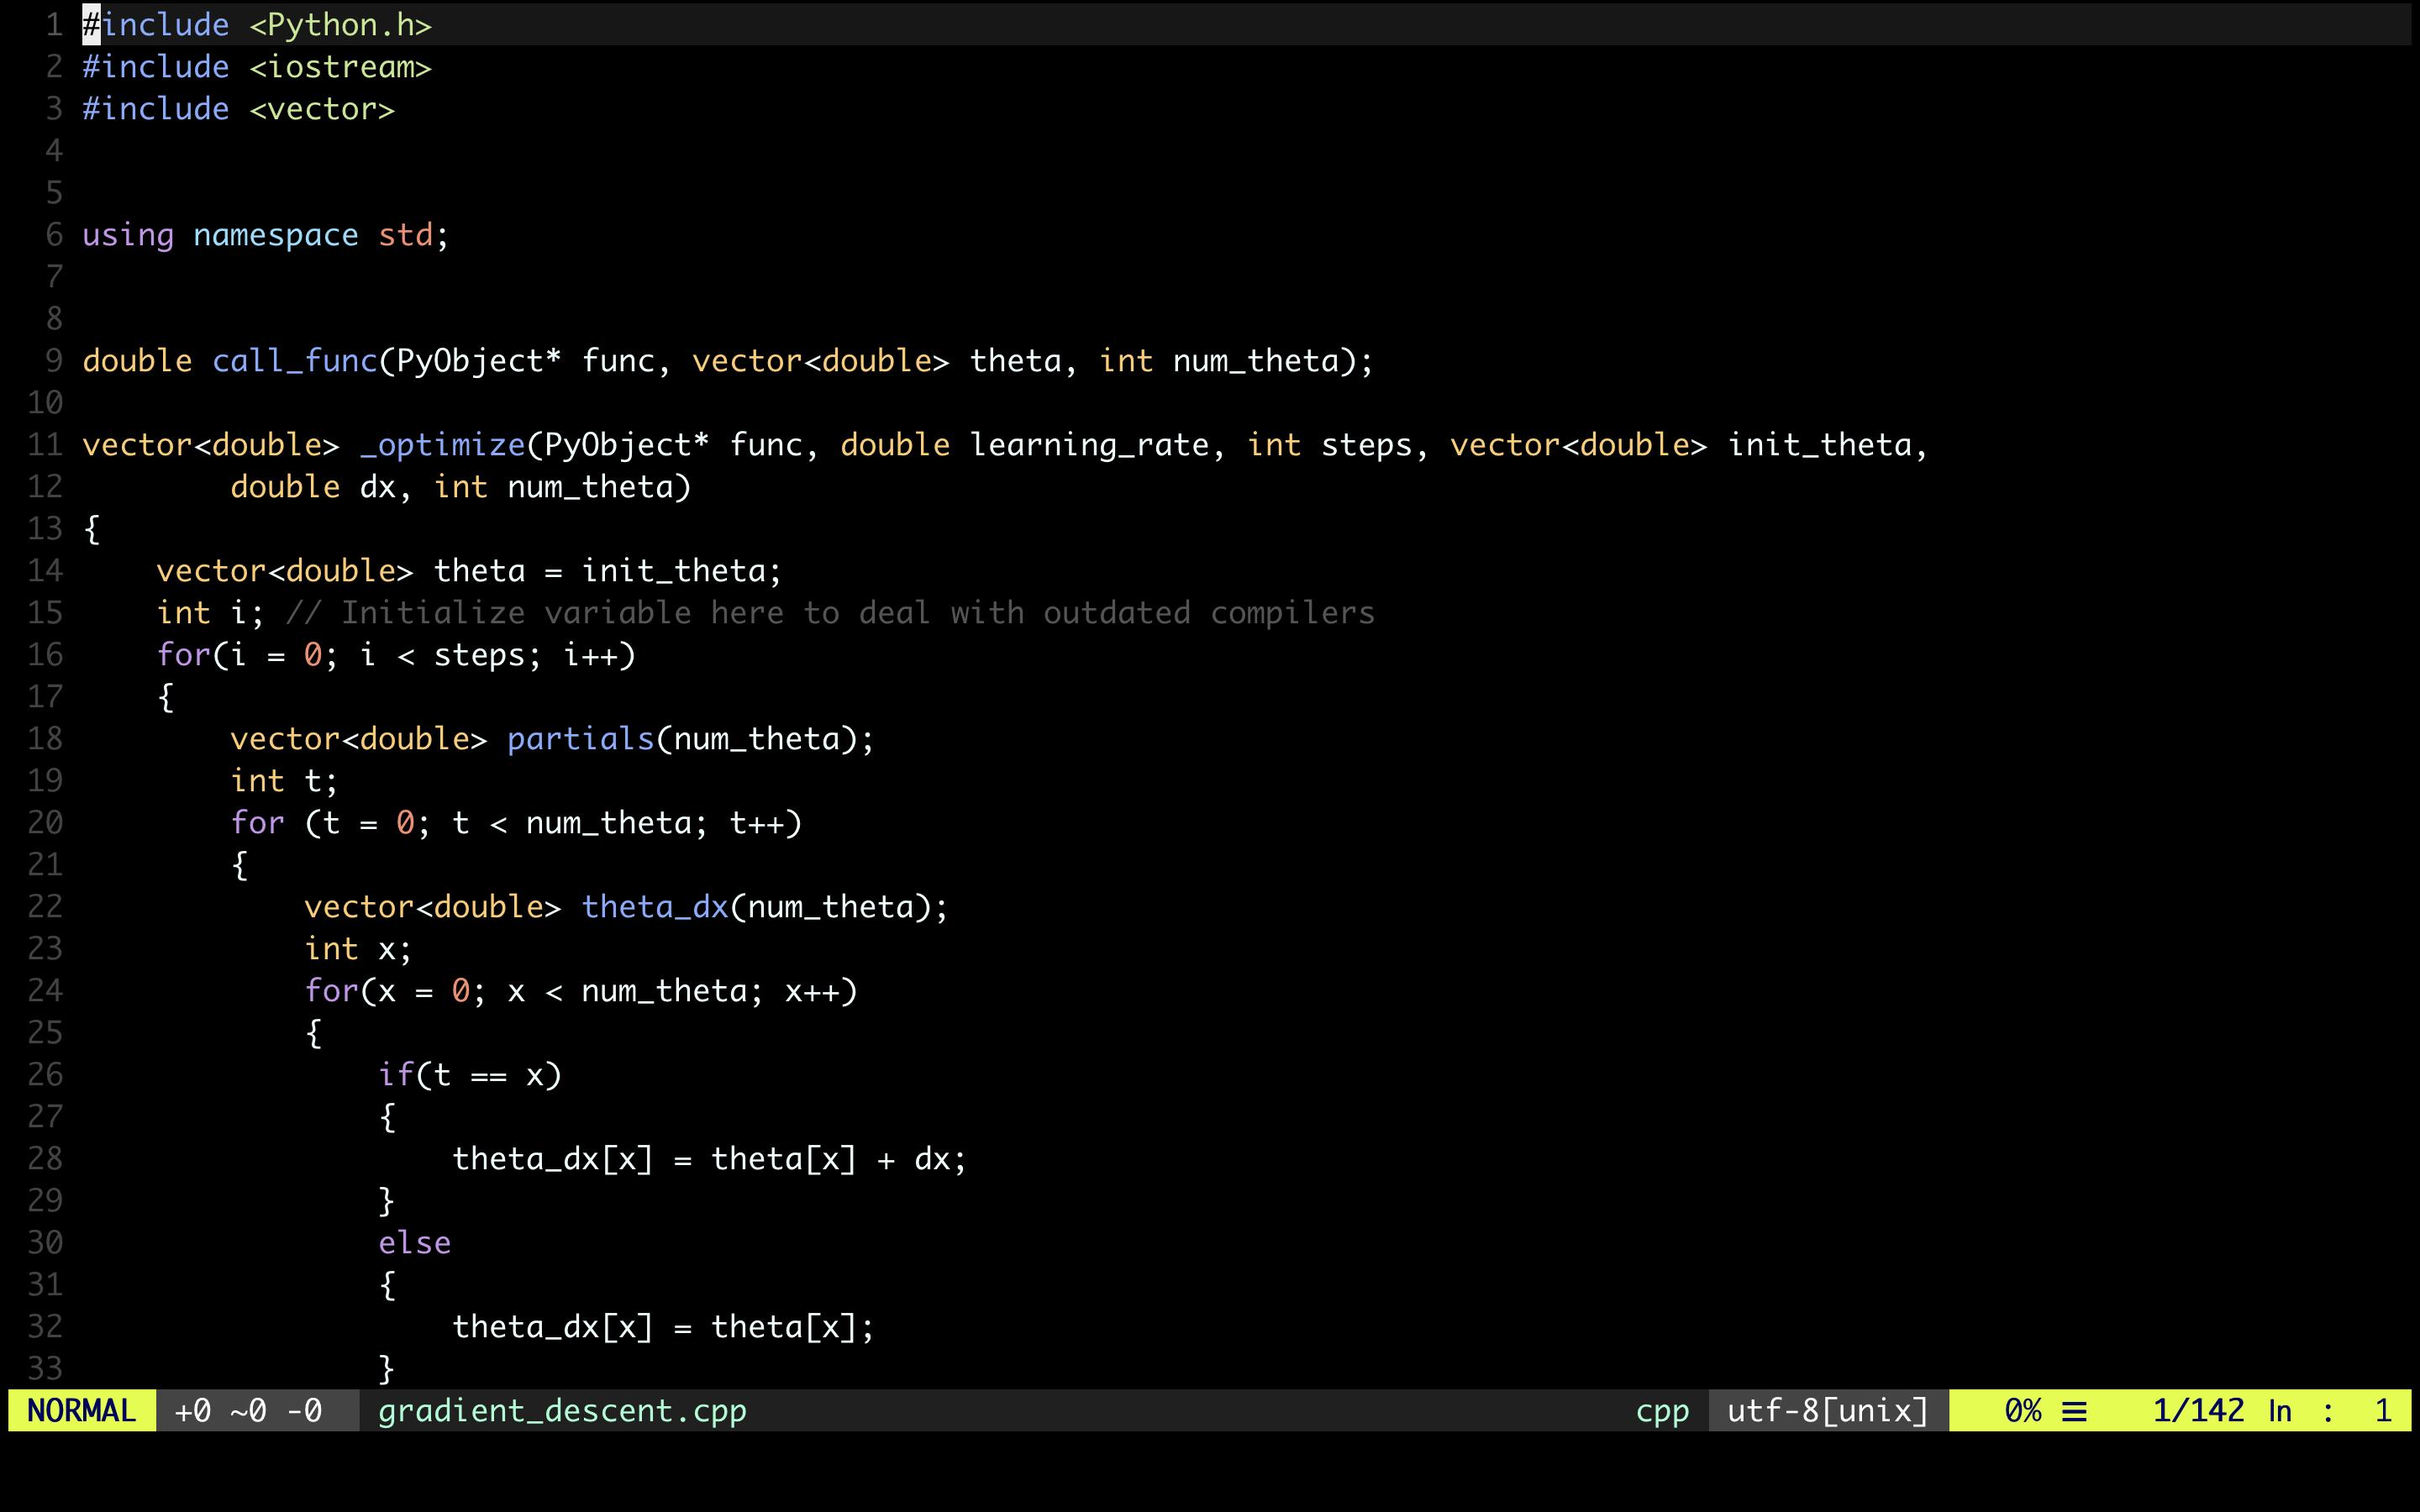 1 #include <Python.h>
2 #include <iostream>
3 #include <vector>
4
5
6 using namespace std;
7
8
9 double call_func(PyObject* func, vector<double> theta, int num_theta);
10
11 vector<double> _optimize(PyObject* func, double learning_rate, int steps, vector<double> init_theta,
12         double dx, int num_theta)
13 {
14     vector<double> theta = init_theta;
15     int i; // Initialize variable here to deal with outdated compilers
16     for(i = 0; i < steps; i++)
17     {
18         vector<double> partials(num_theta);
19         int t;
20         for (t = 0; t < num_theta; t++)
21         {
22             vector<double> theta_dx(num_theta);
23             int x;
24             for(x = 0; x < num_theta; x++)
25             {
26                 if(t == x)
27                 {
28                     theta_dx[x] = theta[x] + dx;
29                 }
30                 else
31                 {
32                     theta_dx[x] = theta[x];
33                 }
NORMAL +0 ~0 -0 gradient_descent.cpp cpp utf-8[unix] 0% ☰ 1/142 ln : 1